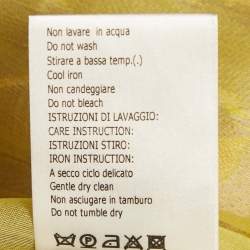 Non lavare in acqua
Do not wash
Stirare a bassa temp.(.)
Cool iron
Non candeggiare
Do not bleach
ISTRUZIONI DI LAVAGGIO:
CARE INSTRUCTION:
ISTRUZIONI STIRO:
IRON INSTRUCTION:
A secco ciclo delicato
Gentle dry clean
Non asciugare in tamburo
Do not tumble dry